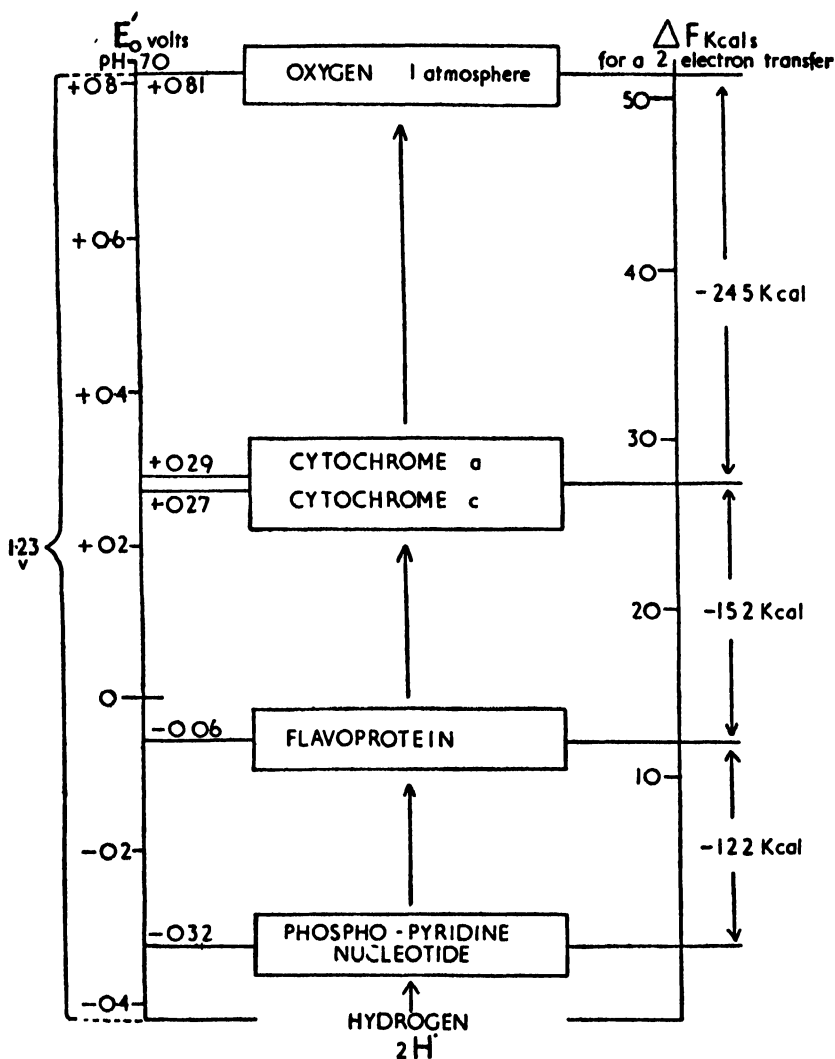 E′₀ volts
PH 7.0
ΔF Kcals
for a 2 electron transfer
+0.8
+0.81
OXYGEN 1 atmosphere
50
+0.6
40
-24.5 Kcal
+0.4
30
+0.29
CYTOCHROME a
+0.27
CYTOCHROME c
1.23
v
+0.2
20
-15.2 Kcal
0
-0.06
FLAVOPROTEIN
10
-0.2
-12.2 Kcal
-0.32
PHOSPHO-PYRIDINE
NUCLEOTIDE
-0.4
HYDROGEN
2H˙